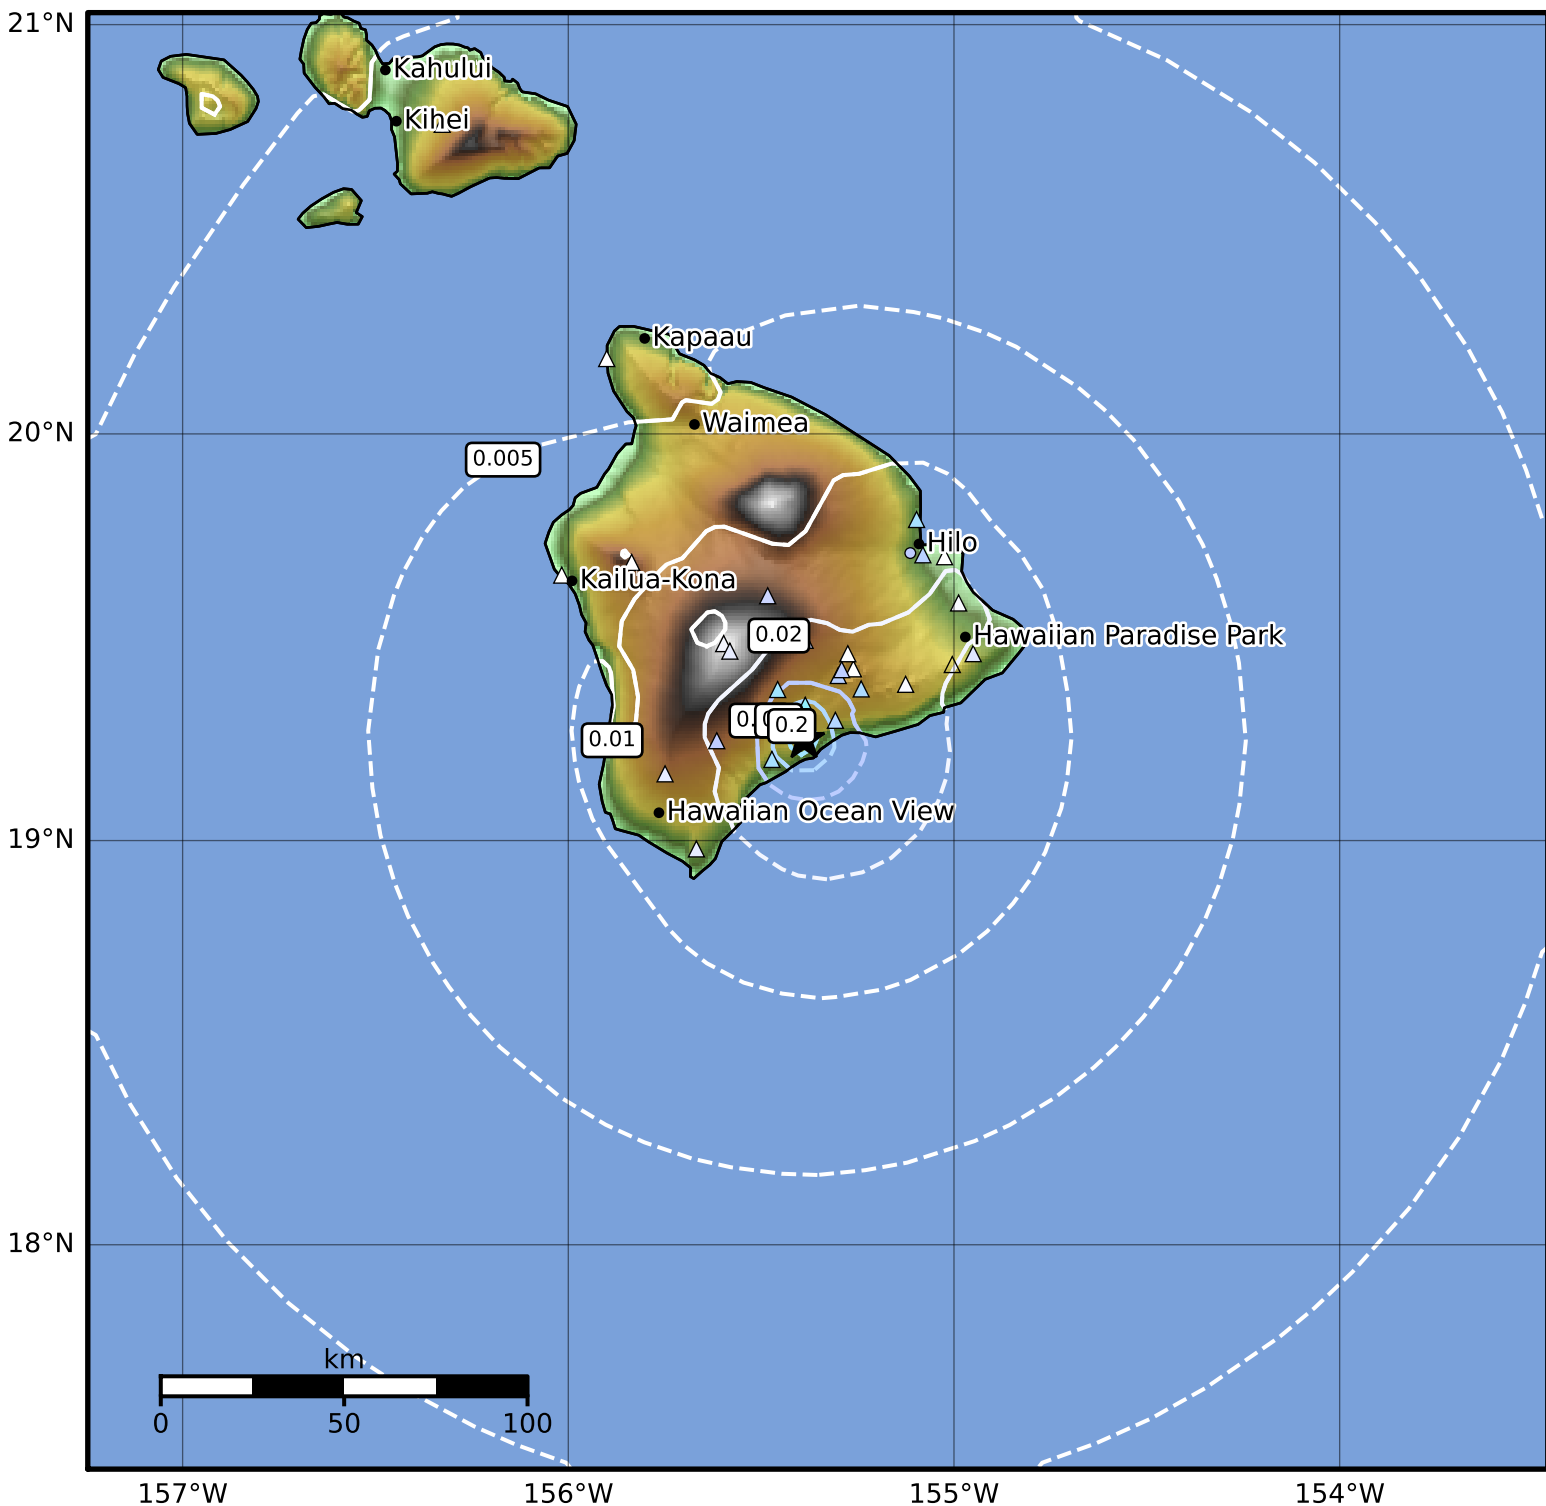 21°N
Kahului
Kihei
Kapaau
Waimea
20°N
0.005
Hilo
Kailua-Kona
0.02
Hawaiian Paradise Park
0.2
0.01
Hawaiian Ocean View
19°N
18°N
km
0 50 100
157°W 156°W 155°W 154°W